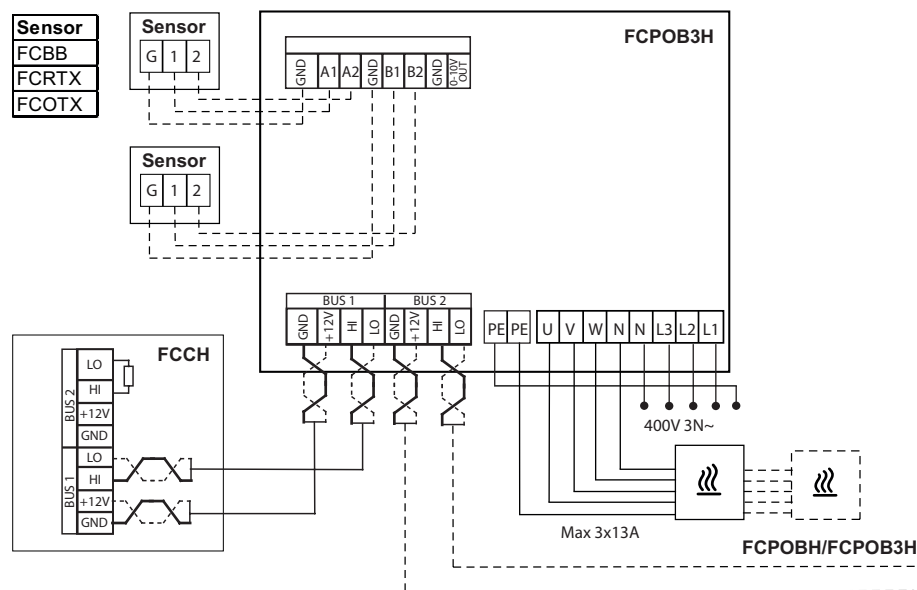 Sensor
FCBB
FCRTX
FCOTX
Sensor
G 1 2
Sensor
G 1 2
FCPOB3H
GND A1 A2 GND B1 B2 GND 0-10V OUT
BUS 1 BUS 2
GND +12V HI LO GND +12V HI LO
PE PE U V W N N L3 L2 L1
400V 3N~
Max 3x13A
FCPOBH/FCPOB3H
FCCH
BUS 2
LO
HI
+12V
GND
BUS 1
LO
HI
+12V
GND